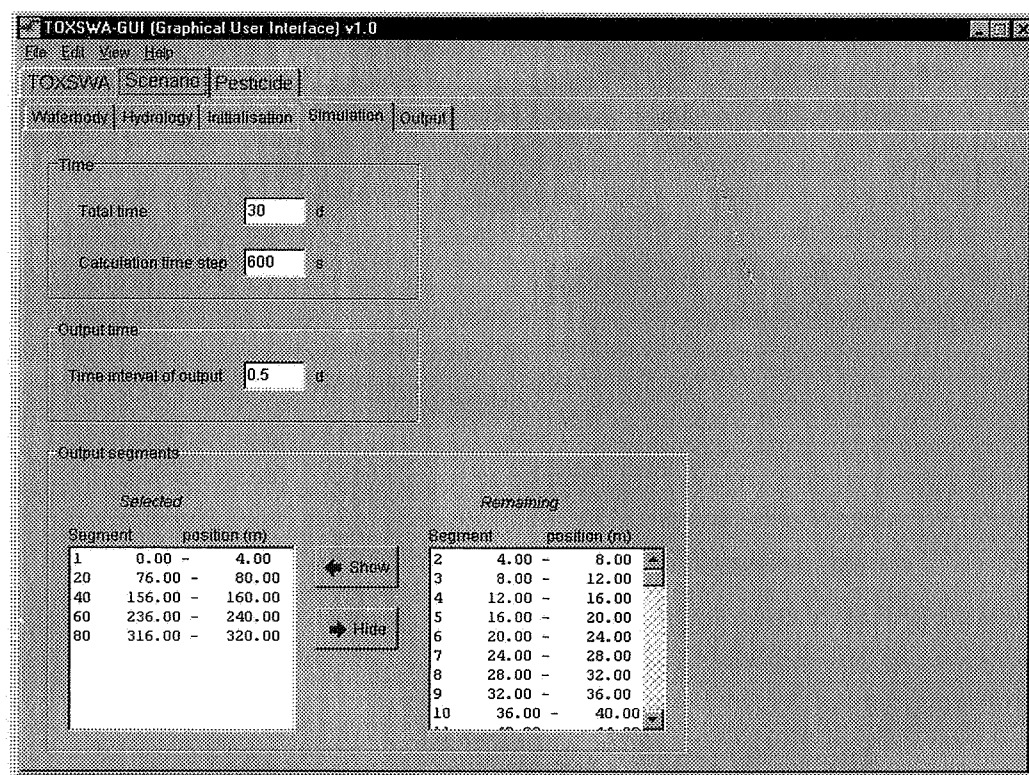 TOXSWA-GUI (Graphical User Interface) v1.0
File Edit View Help
TOXSWA Scenario Pesticide
Waterbody Hydrology Initialisation Simulation Output
Time
Total time 30 d
Calculation time step 600 s
Output time
Time interval of output 0.5 d
Output segments
Selected Remaining
Segment position (m) Segment position (m)
1 0.00 - 4.00
20 76.00 - 80.00
40 156.00 - 160.00
60 236.00 - 240.00
80 316.00 - 320.00
Show
Hide
2 4.00 - 8.00
3 8.00 - 12.00
4 12.00 - 16.00
5 16.00 - 20.00
6 20.00 - 24.00
7 24.00 - 28.00
8 28.00 - 32.00
9 32.00 - 36.00
10 36.00 - 40.00